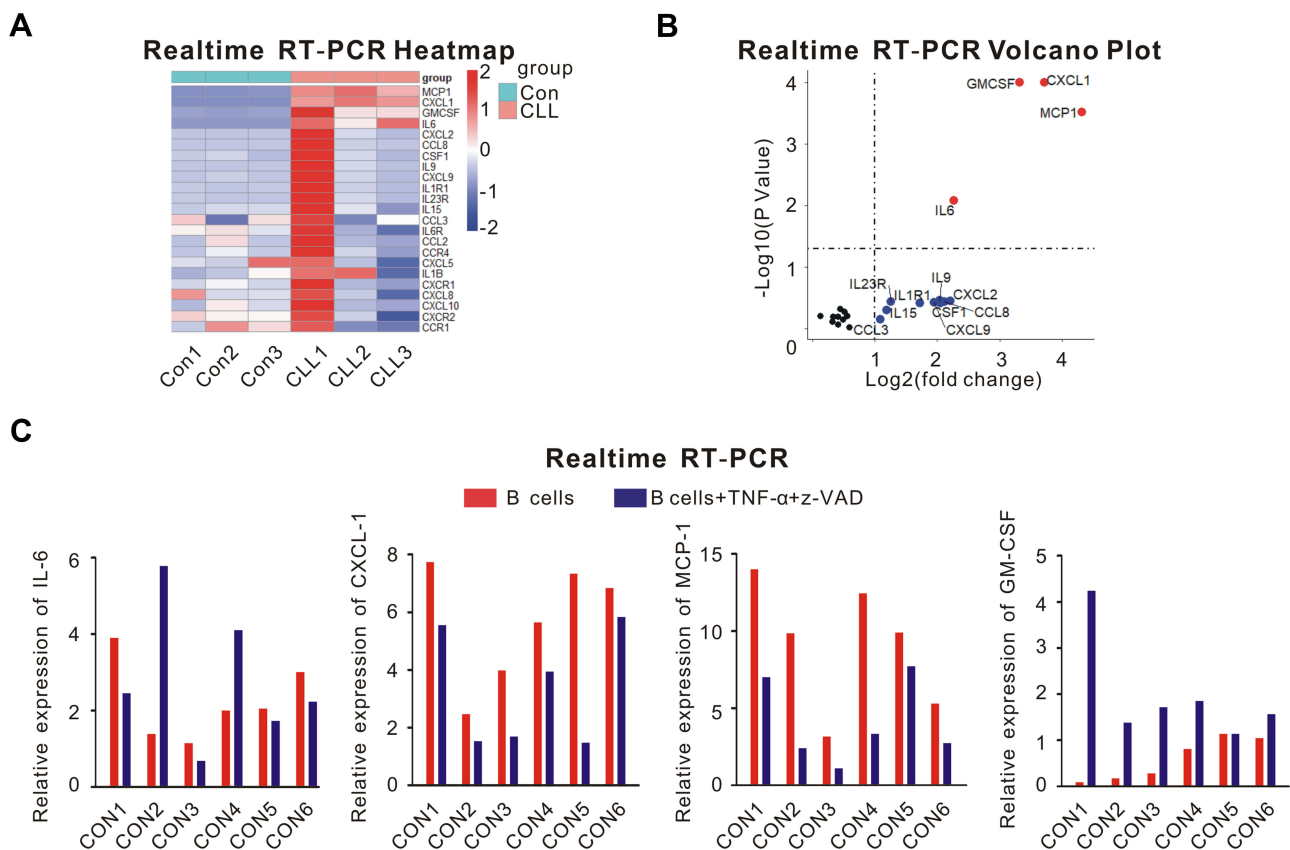 A
Realtime RT-PCR Heatmap
group
MCP1
CXCL1
GMCSF
IL6
CXCL2
CCL8
CSF1
IL9
CXCL9
IL1R1
IL23R
IL15
CCL3
IL6R
CCL2
CCR4
CXCL5
IL1B
CXCR1
CXCL8
CXCL10
CXCR2
CCR1
2
1
0
-1
-2
group
Con
CLL
Con1
Con2
Con3
CLL1
CLL2
CLL3
B
Realtime RT-PCR Volcano Plot
-Log10(P Value)
4
3
2
1
0
GMCSF
CXCL1
MCP1
IL6
IL23R
IL9
IL1R1
CXCL2
IL15
CSF1
CCL8
CCL3
CXCL9
1
2
3
4
Log2(fold change)
C
Realtime RT-PCR
B cells
B cells+TNF-α+z-VAD
Relative expression of IL-6
6
4
2
0
CON1
CON2
CON3
CON4
CON5
CON6
Relative expression of CXCL-1
8
6
4
2
0
CON1
CON2
CON3
CON4
CON5
CON6
Relative expression of MCP-1
15
10
5
0
CON1
CON2
CON3
CON4
CON5
CON6
Relative expression of GM-CSF
5
4
3
2
1
0
CON1
CON2
CON3
CON4
CON5
CON6